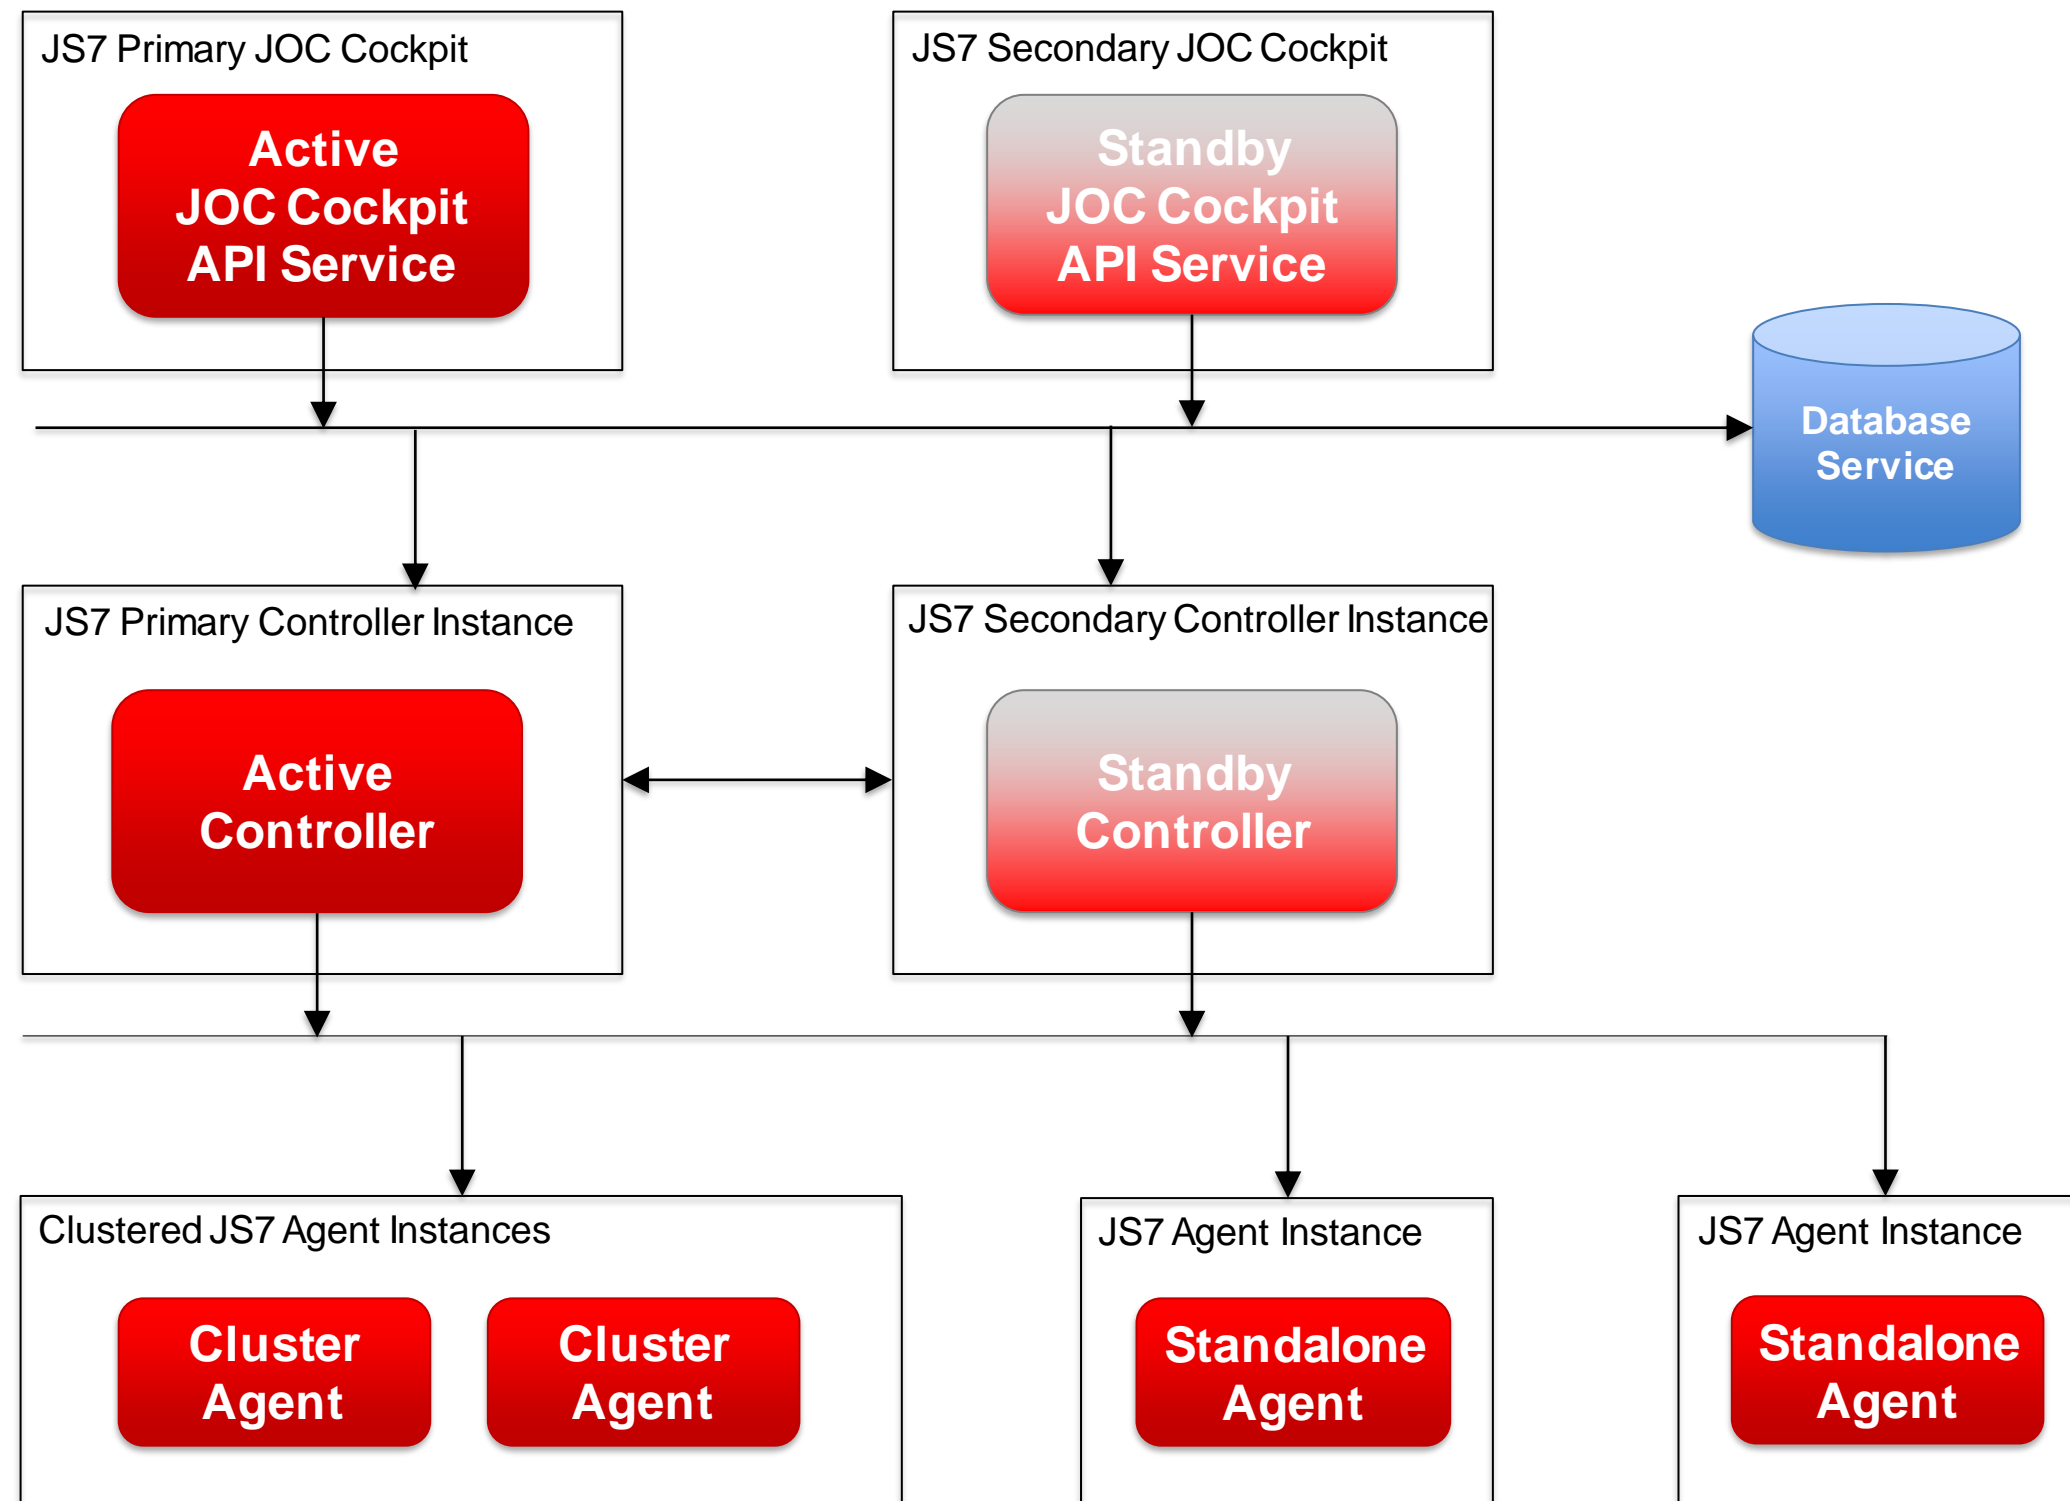 JS7 Primary JOC Cockpit
Active
JOC Cockpit
API Service
JS7 Secondary JOC Cockpit
Standby
JOC Cockpit
API Service
Database
Service
JS7 Primary Controller Instance
Active
Controller
JS7 Secondary Controller Instance
Standby
Controller
Clustered JS7 Agent Instances
Cluster
Agent
Cluster
Agent
JS7 Agent Instance
Standalone
Agent
JS7 Agent Instance
Standalone
Agent